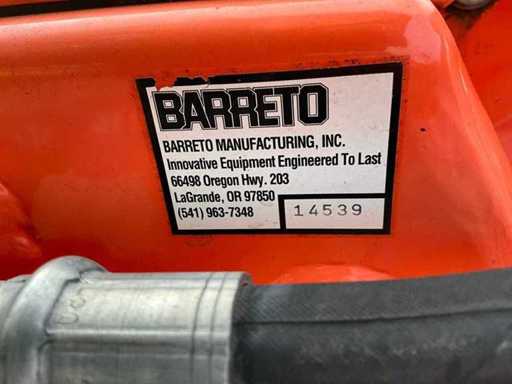 BARRETO
BARRETO MANUFACTURING, INC.
Innovative Equipment Engineered To Last
66498 Oregon Hwy. 203
LaGrande, OR 97850
(541) 963-7348
14539